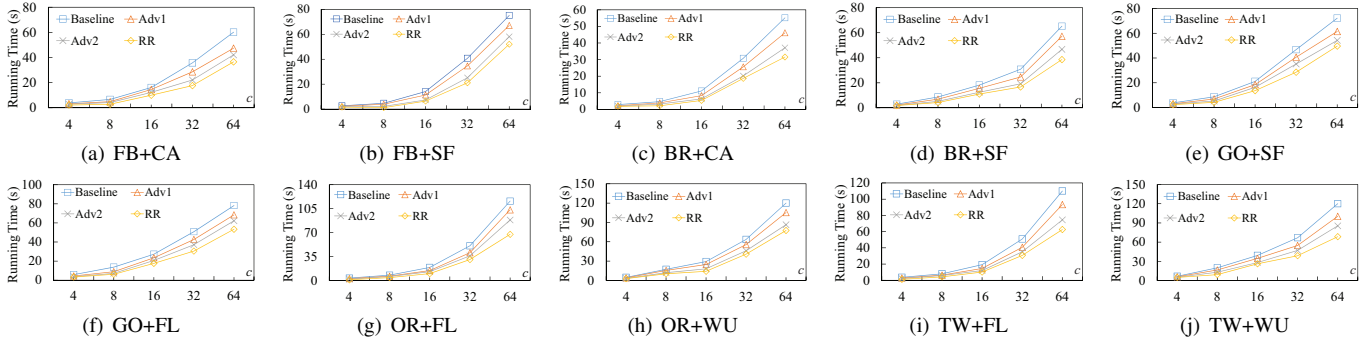 Running Time (s)
80
60
40
20
0
Baseline Adv1
Adv2 RR
c
4 8 16 32 64
(a) FB+CA
Running Time (s)
80
60
40
20
0
Baseline Adv1
Adv2 RR
c
4 8 16 32 64
(b) FB+SF
Running Time (s)
60
50
40
30
20
10
0
Baseline Adv1
Adv2 RR
c
4 8 16 32 64
(c) BR+CA
Running Time (s)
80
60
40
20
0
Baseline Adv1
Adv2 RR
c
4 8 16 32 64
(d) BR+SF
Running Time (s)
80
60
40
20
0
Baseline Adv1
Adv2 RR
c
4 8 16 32 64
(e) GO+SF
Running Time (s)
100
80
60
40
20
0
Baseline Adv1
Adv2 RR
c
4 8 16 32 64
(f) GO+FL
Running Time (s)
140
105
70
35
0
Baseline Adv1
Adv2 RR
c
4 8 16 32 64
(g) OR+FL
Running Time (s)
150
120
90
60
30
0
Baseline Adv1
Adv2 RR
c
4 8 16 32 64
(h) OR+WU
Running Time (s)
120
100
80
60
40
20
0
Baseline Adv1
Adv2 RR
c
4 8 16 32 64
(i) TW+FL
Running Time (s)
150
120
90
60
30
0
Baseline Adv1
Adv2 RR
c
4 8 16 32 64
(j) TW+WU